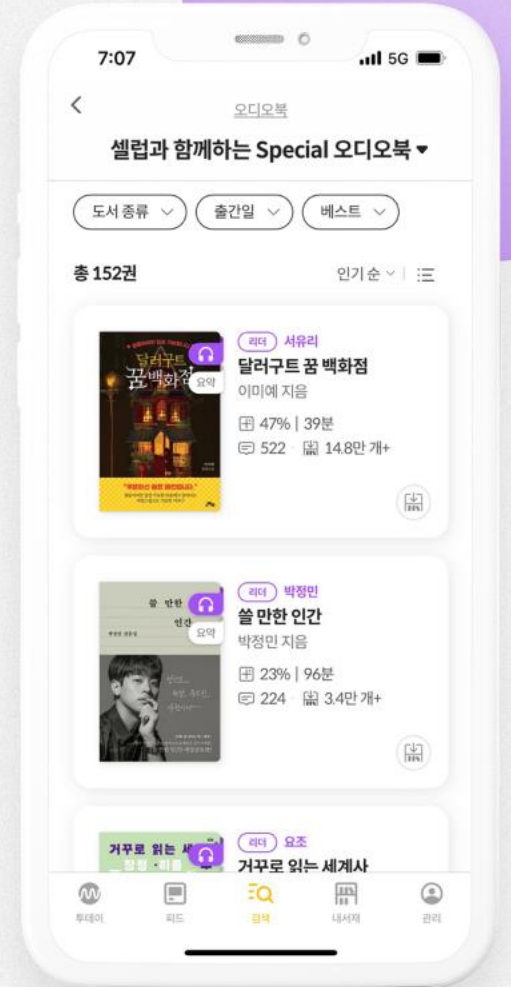 7:07
5G
오디오북
셀럽과 함께하는 Special 오디오북
도서 종류
출간일
베스트
총 152권
인기 순
달러구트
꿈 백화점
요약
리더 서유리
달러구트 꿈 백화점
이미예 지음
47% | 39분
522 14.8만 개+
쓸 만한
인간
요약
리더 박정민
쓸 만한 인간
박정민 지음
23% | 96분
224 3.4만 개+
거꾸로 읽는
리더 요조
거꾸로 읽는 세계사
투데이
피드
검색
내서재
관리